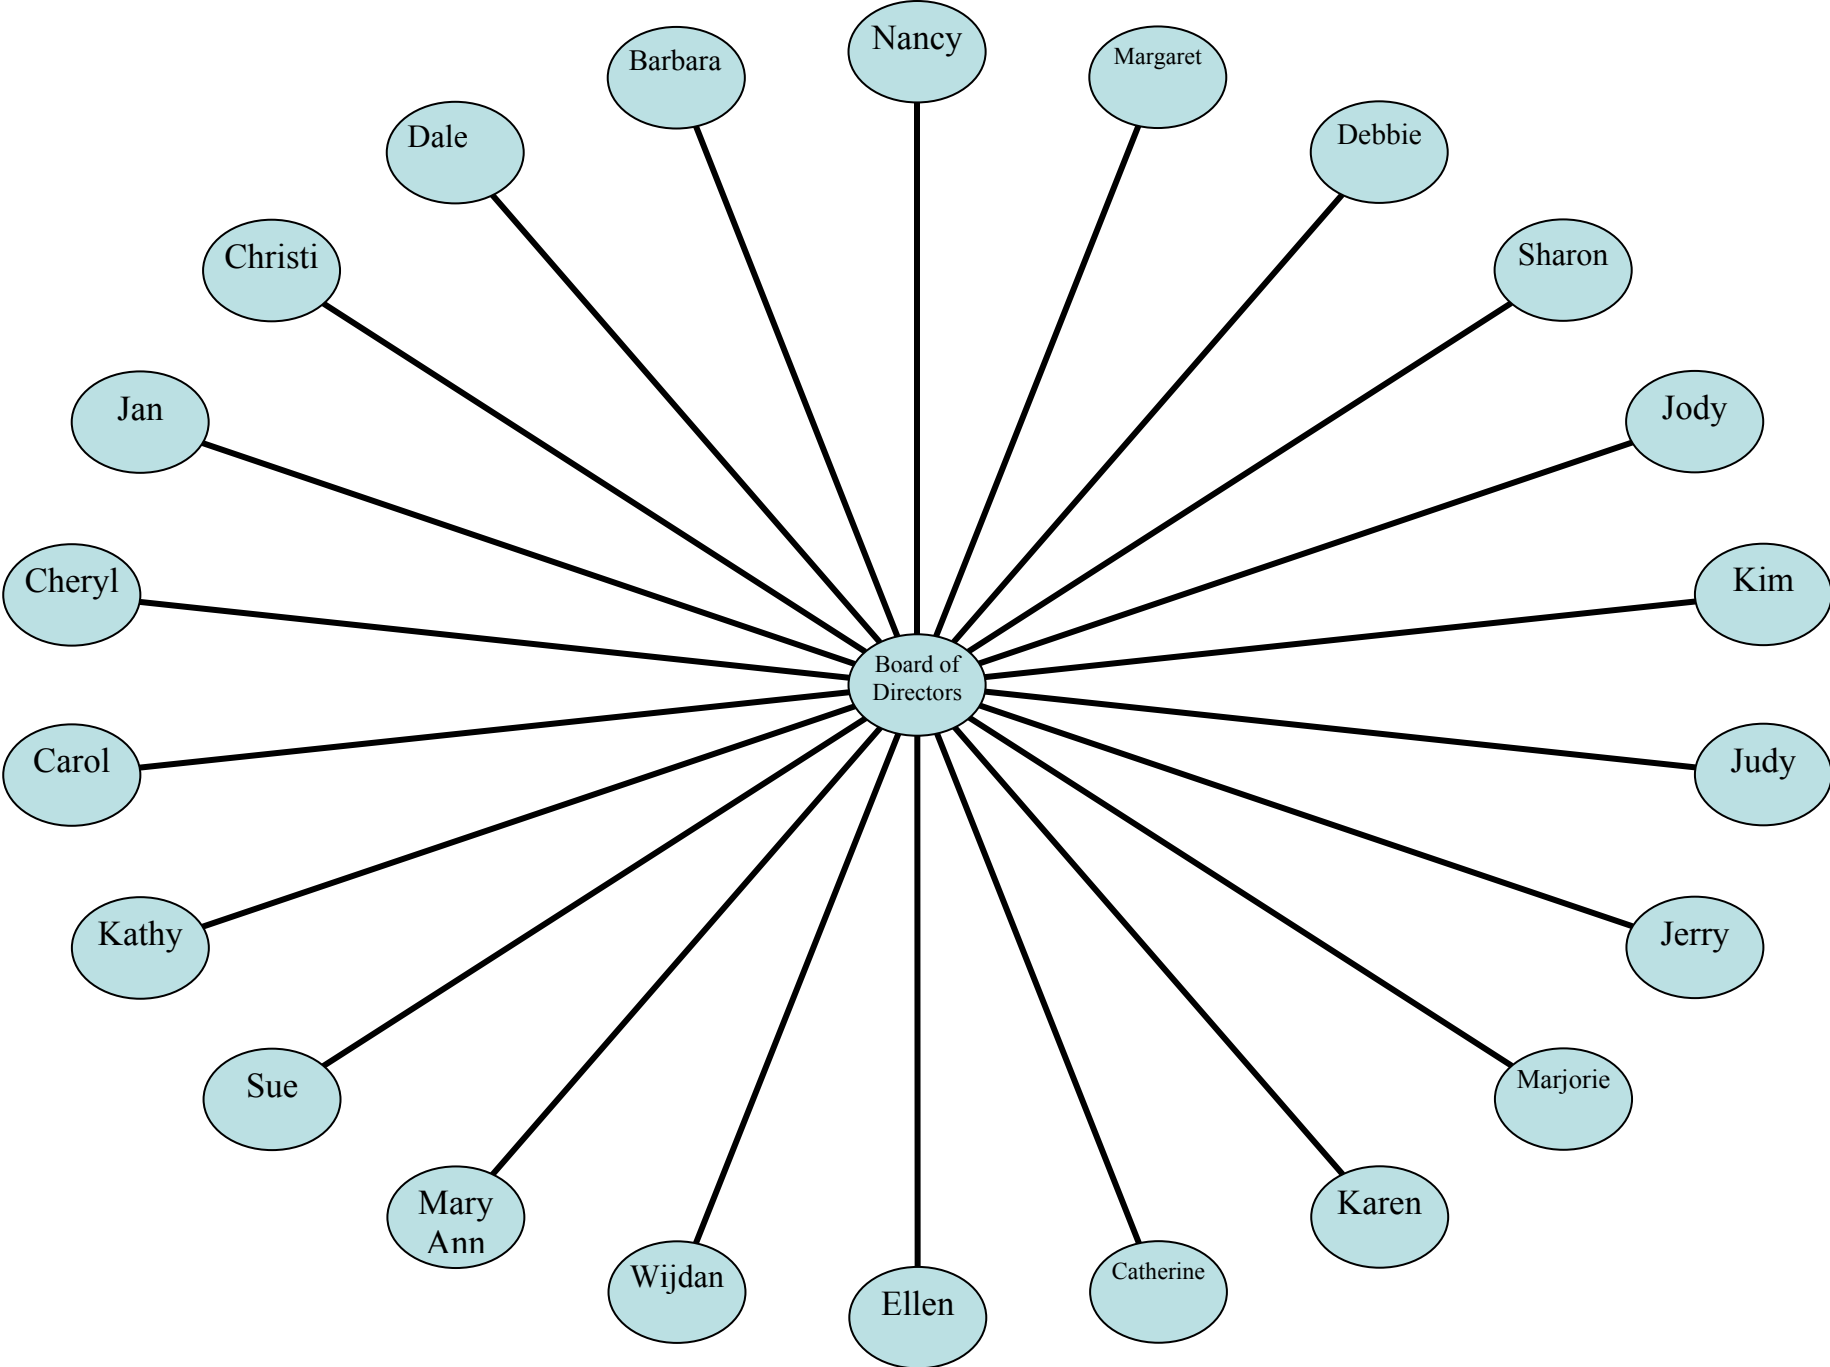 Nancy
Barbara
Margaret
Dale
Debbie
Christi
Sharon
Jan
Jody
Cheryl
Kim
Board of
Directors
Carol
Judy
Kathy
Jerry
Sue
Marjorie
Mary
Ann
Karen
Wijdan
Catherine
Ellen